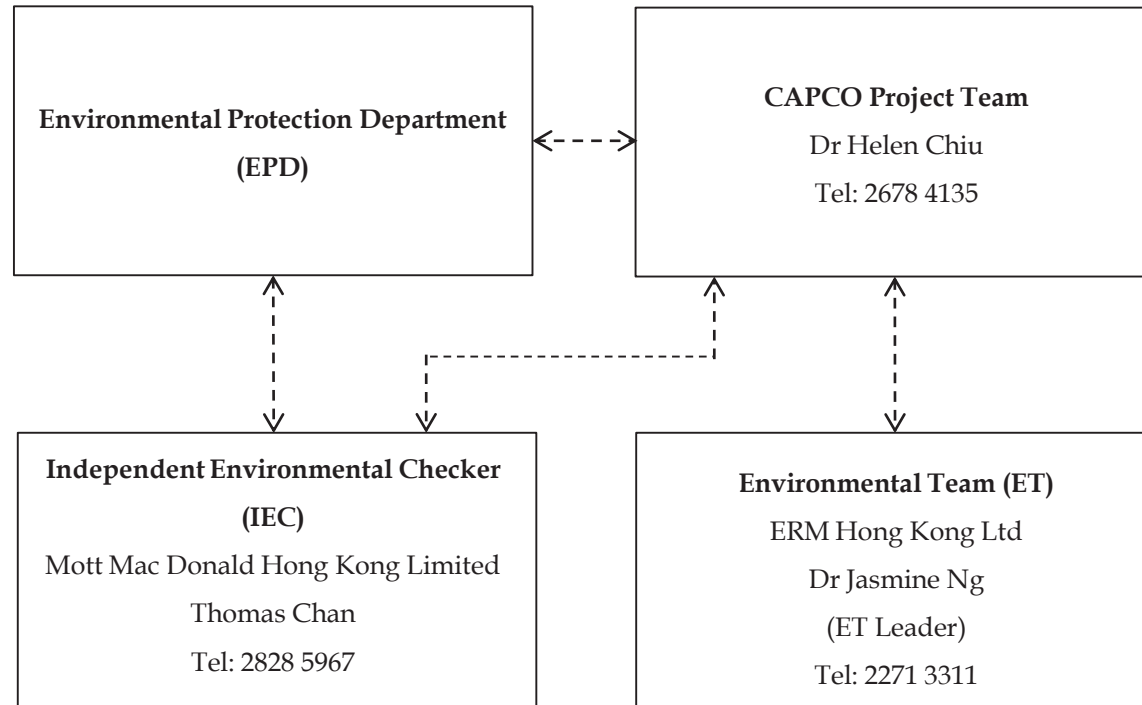 Environmental Protection Department
(EPD)
CAPCO Project Team
Dr Helen Chiu
Tel: 2678 4135
Independent Environmental Checker
(IEC)
Mott Mac Donald Hong Kong Limited
Thomas Chan
Tel: 2828 5967
Environmental Team (ET)
ERM Hong Kong Ltd
Dr Jasmine Ng
(ET Leader)
Tel: 2271 3311